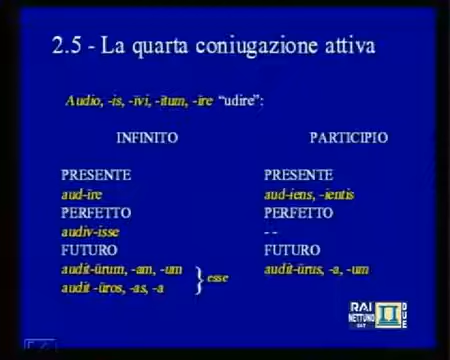 2.5 - La quarta coniugazione attiva
Audio, -is, -īvi, -ītum, -īre "udire":
INFINITO PARTICIPIO
PRESENTE PRESENTE
aud-īre aud-iens, -ientis
PERFETTO PERFETTO
audiv-isse - -
FUTURO FUTURO
audit-ūrum, -am, -um } esse audit-ūrus, -a, -um
audit -ūros, -as, -a
RAI DUE
NETTUNO
SAT